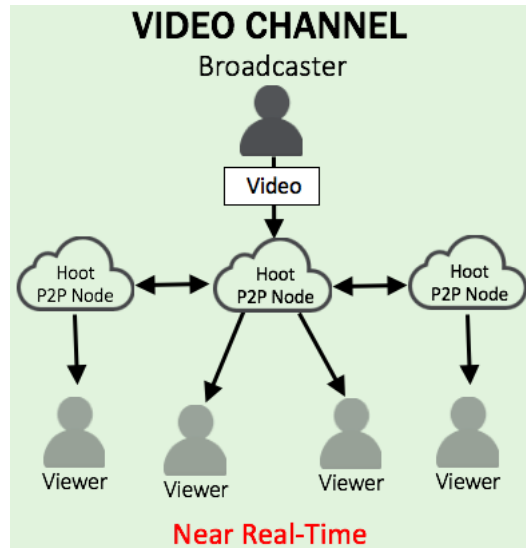 VIDEO CHANNEL
Broadcaster
Video
Hoot
P2P Node
Hoot
P2P Node
Hoot
P2P Node
Viewer
Viewer
Viewer
Viewer
Near Real-Time